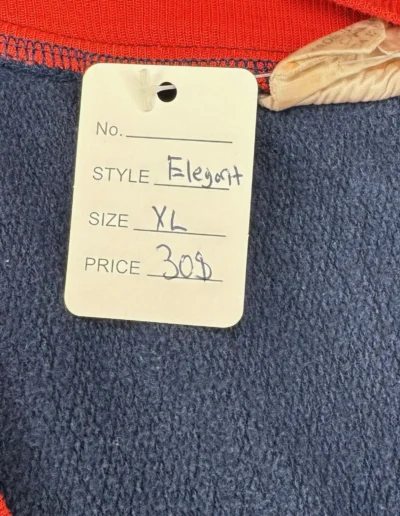 No.
STYLE Elegant
SIZE XL
PRICE 30$